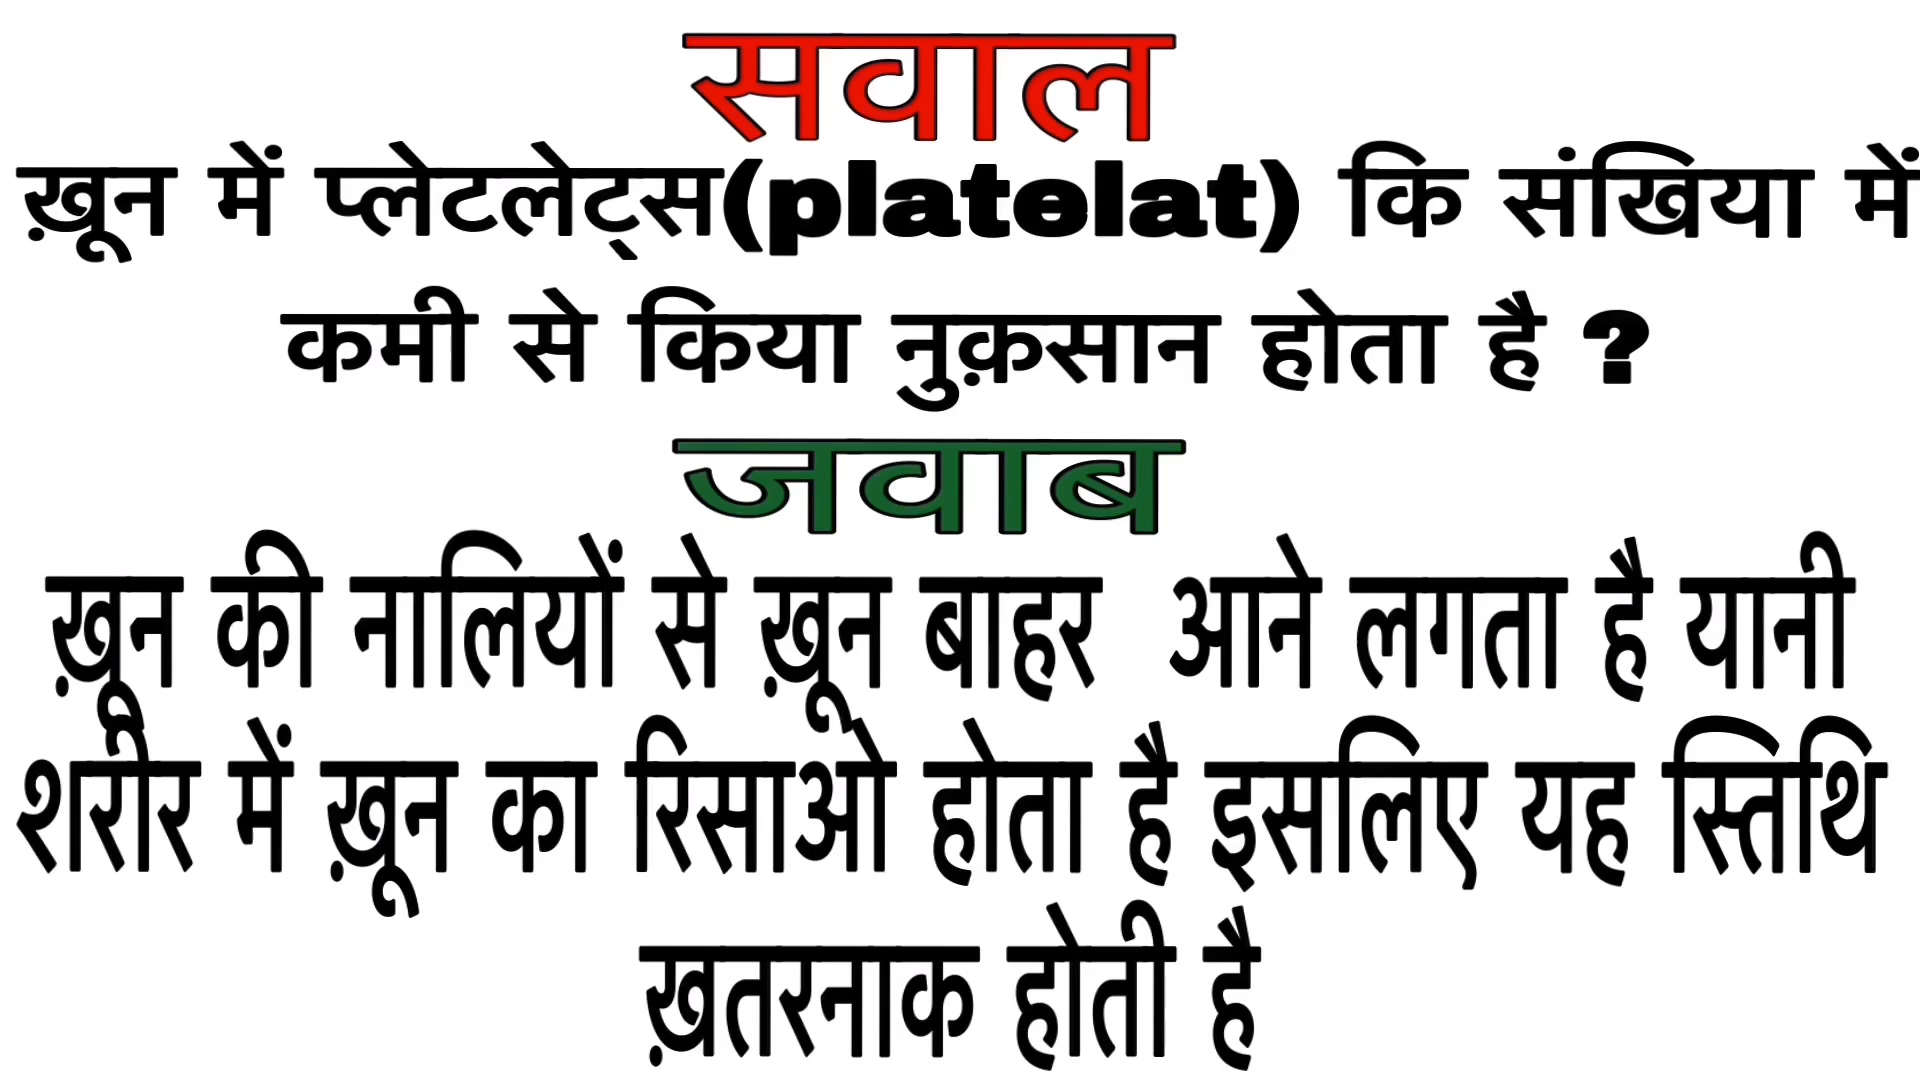 सवाल
ख़ून में प्लेटलेट्स(platelat) कि संखिया में
कमी से किया नुक़सान होता है ?
जवाब
ख़ून की नालियों से ख़ून बाहर आने लगता है यानी
शरीर में ख़ून का रिसाओ होता है इसलिए यह स्तिथि
ख़तरनाक होती है